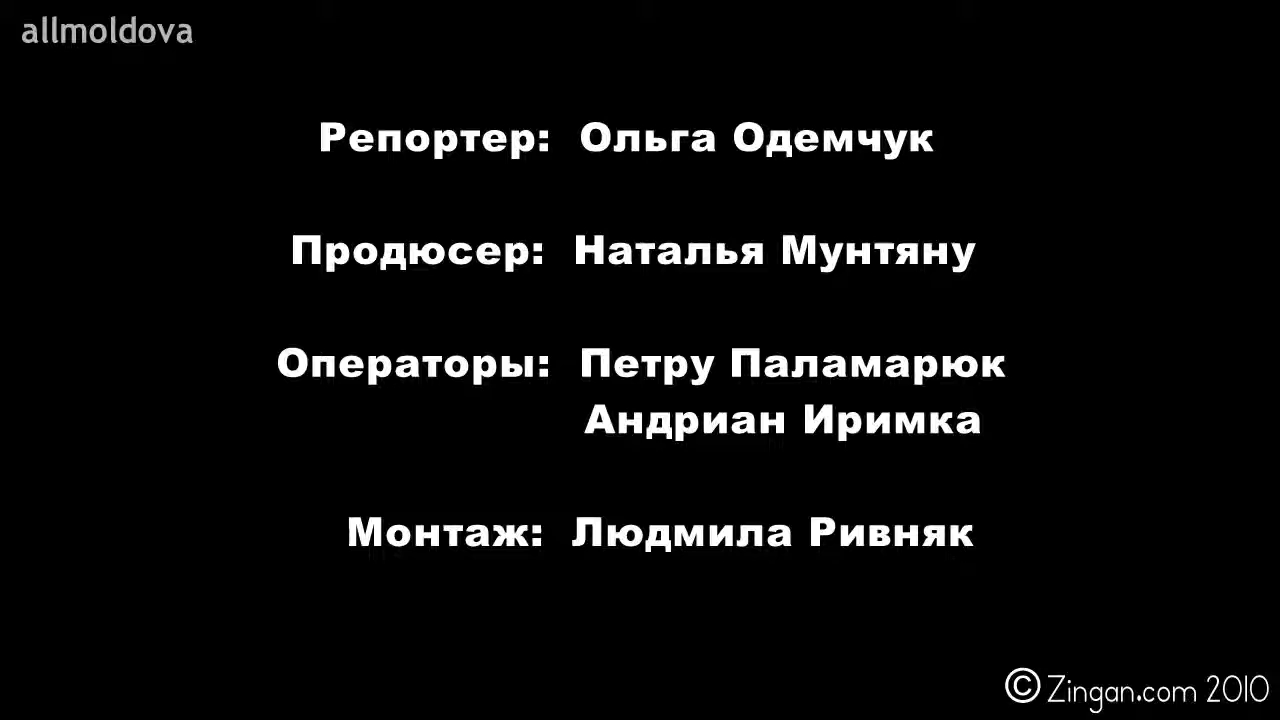 allmoldova
Репортер: Ольга Одемчук
Продюсер: Наталья Мунтяну
Операторы: Петру Паламарюк
Андриан Иримка
Монтаж: Людмила Ривняк
© Zingan.com 2010